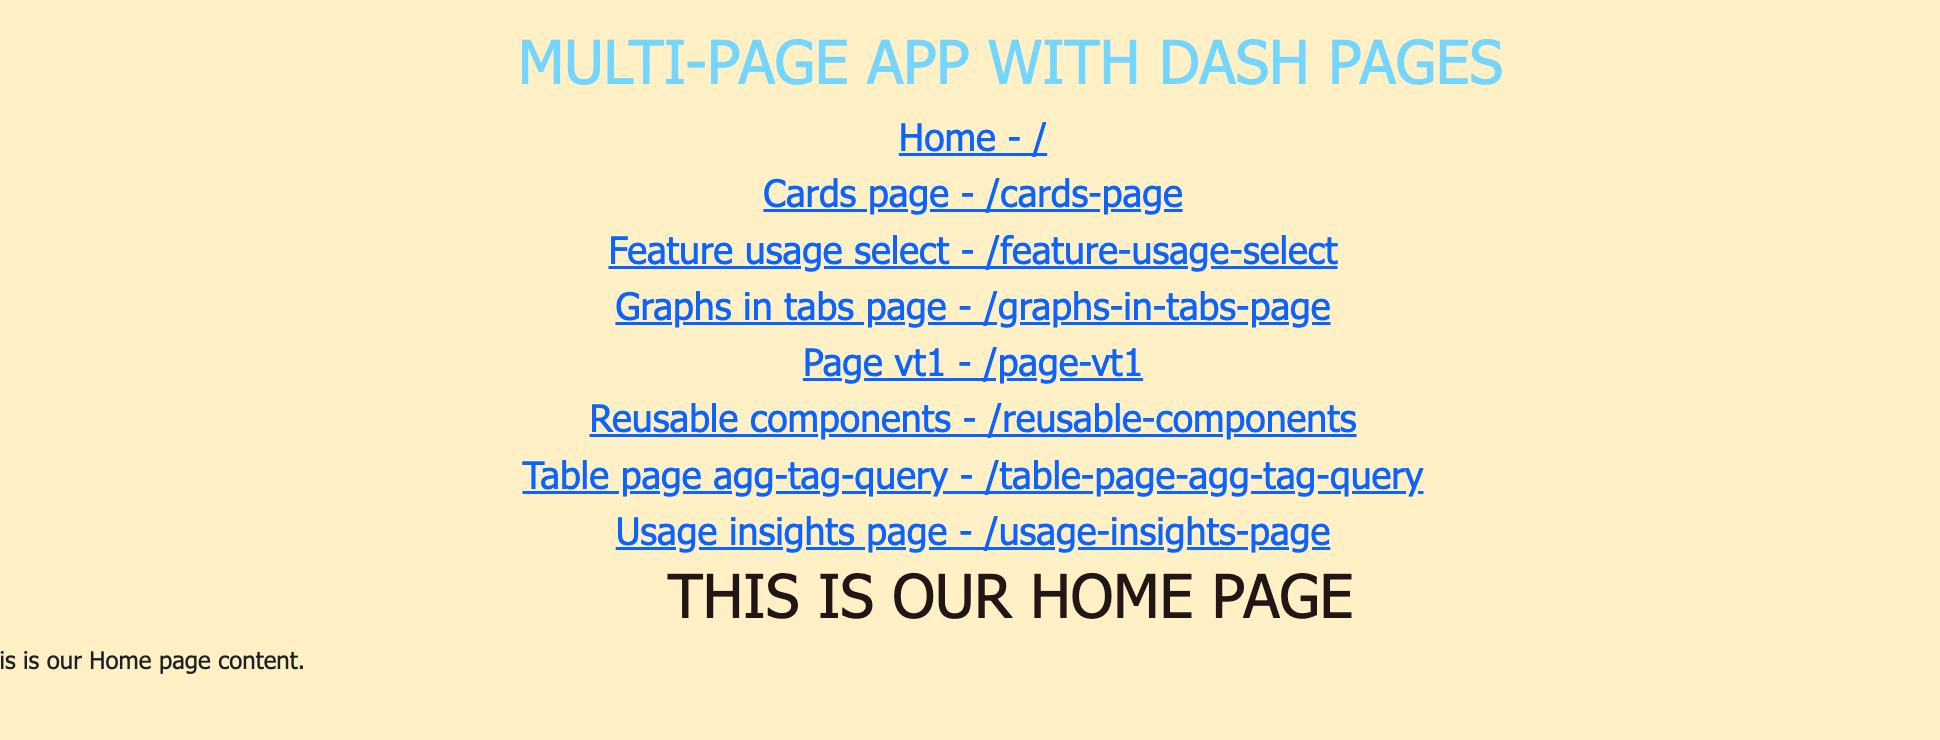 MULTI-PAGE APP WITH DASH PAGES
Home - /
Cards page - /cards-page
Feature usage select - /feature-usage-select
Graphs in tabs page - /graphs-in-tabs-page
Page vt1 - /page-vt1
Reusable components - /reusable-components
Table page agg-tag-query - /table-page-agg-tag-query
Usage insights page - /usage-insights-page
THIS IS OUR HOME PAGE
is is our Home page content.